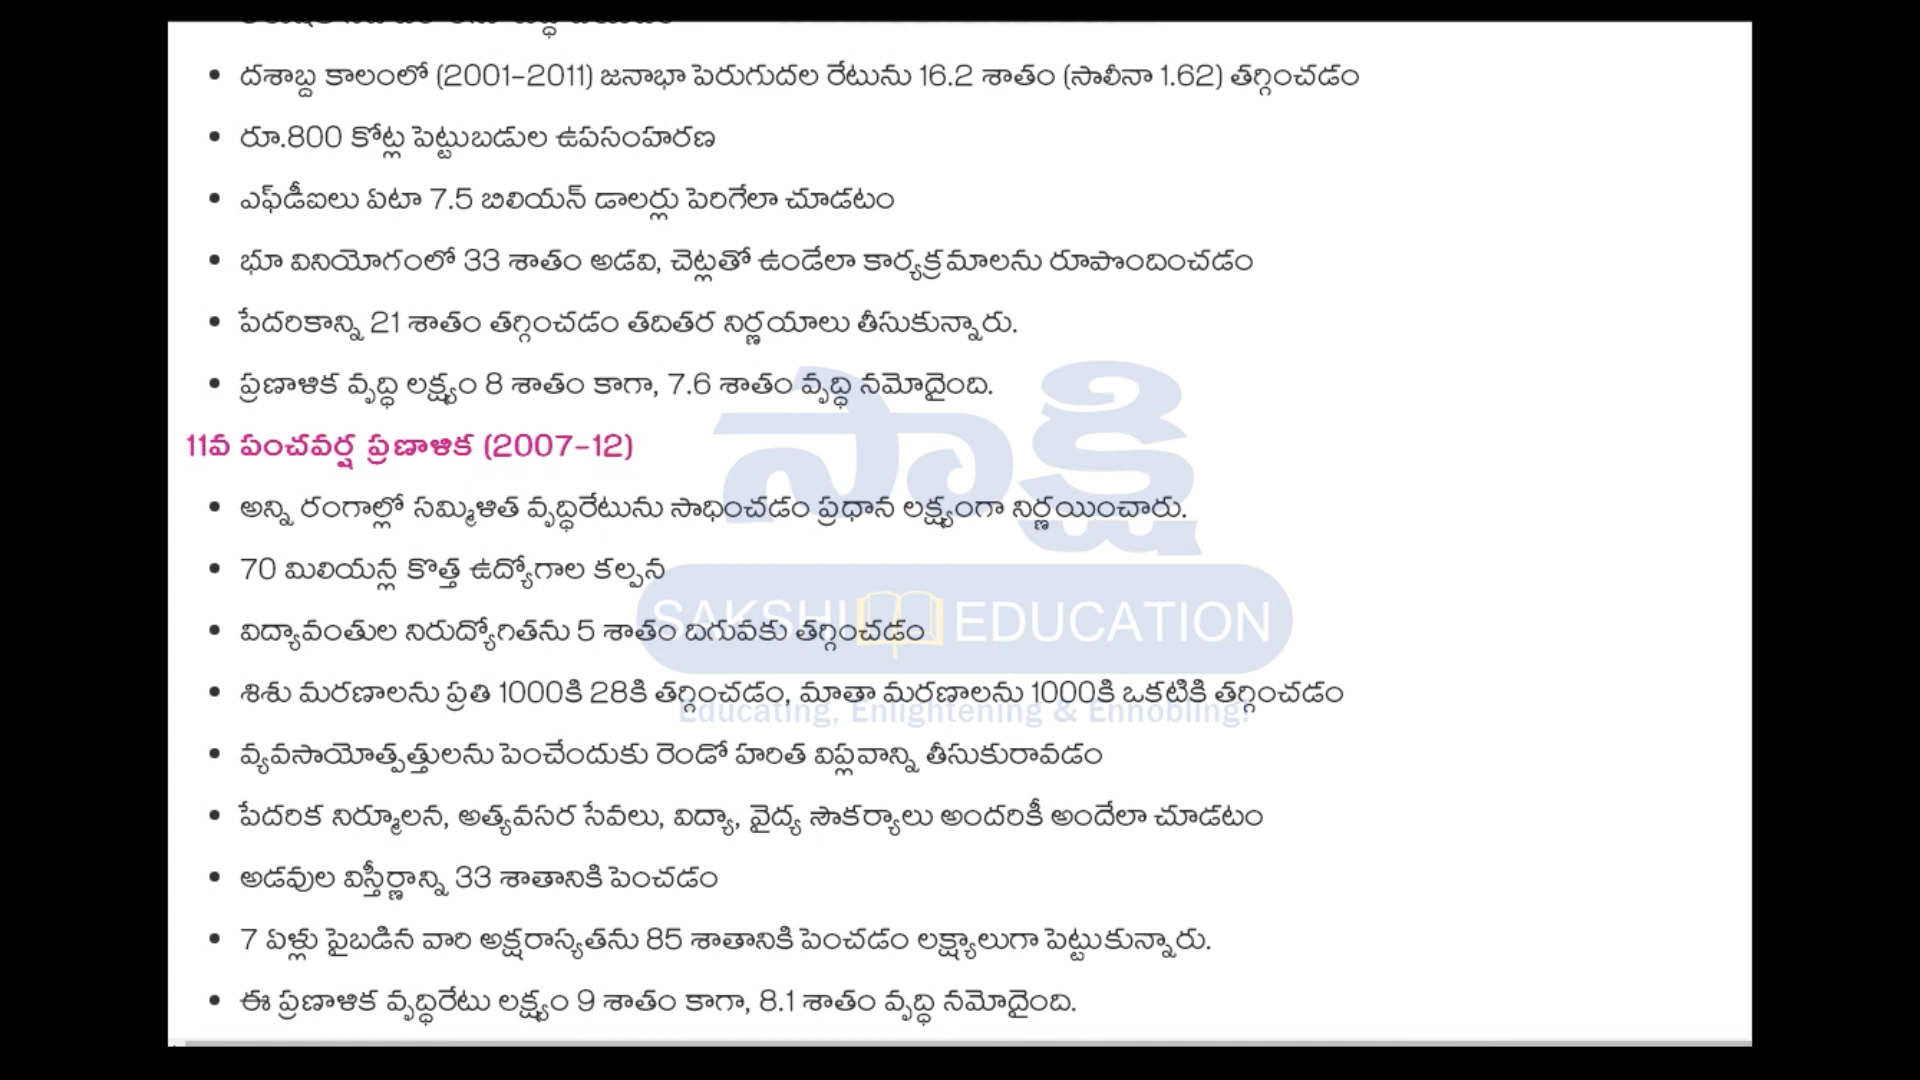 దశాబ్ద కాలంలో (2001-2011) జనాభా పెరుగుదల రేటును 16.2 శాతం (సాలీనా 1.62) తగ్గించడం
రూ.800 కోట్ల పెట్టుబడుల ఉపసంహరణ
ఎఫ్‌డీఐలు ఏటా 7.5 బిలియన్ డాలర్లు పెరిగేలా చూడటం
భూ వినియోగంలో 33 శాతం అడవి, చెట్లతో ఉండేలా కార్యక్రమాలను రూపొందించడం
పేదరికాన్ని 21 శాతం తగ్గించడం తదితర నిర్ణయాలు తీసుకున్నారు.
ప్రణాళిక వృద్ధి లక్ష్యం 8 శాతం కాగా, 7.6 శాతం వృద్ధి నమోదైంది.
11వ పంచవర్ష ప్రణాళిక (2007-12)
అన్ని రంగాల్లో సమ్మిళిత వృద్ధిరేటును సాధించడం ప్రధాన లక్ష్యంగా నిర్ణయించారు.
70 మిలియన్ల కొత్త ఉద్యోగాల కల్పన
విద్యావంతుల నిరుద్యోగితను 5 శాతం దిగువకు తగ్గించడం
శిశు మరణాలను ప్రతి 1000కి 28కి తగ్గించడం, మాతా మరణాలను 1000కి ఒకటికి తగ్గించడం
వ్యవసాయోత్పత్తులను పెంచేందుకు రెండో హరిత విప్లవాన్ని తీసుకురావడం
పేదరిక నిర్మూలన, అత్యవసర సేవలు, విద్యా, వైద్య సౌకర్యాలు అందరికీ అందేలా చూడటం
అడవుల విస్తీర్ణాన్ని 33 శాతానికి పెంచడం
7 ఏళ్లు పైబడిన వారి అక్షరాస్యతను 85 శాతానికి పెంచడం లక్ష్యాలుగా పెట్టుకున్నారు.
ఈ ప్రణాళిక వృద్ధిరేటు లక్ష్యం 9 శాతం కాగా, 8.1 శాతం వృద్ధి నమోదైంది.
సాక్షి
SAKSHI EDUCATION
Educating, Enlightening & Ennobling!